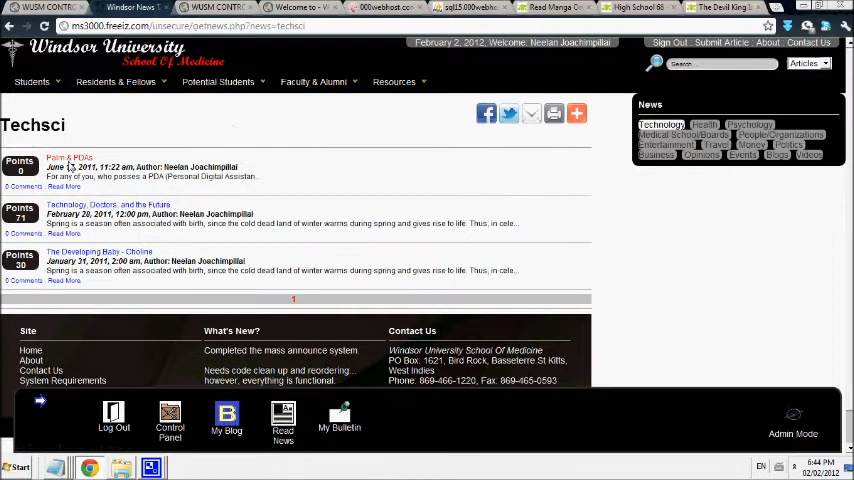 WUSM CONTRO
Windsor News T
WUSM CONTRO
Welcome to - W
000webhost.co
sql15.000webho
Read Manga On
High School 68
The Devil King I
ms3000.freeiz.com/unsecure/getnews.php?news=techsci
Windsor University
School Of Medicine
February 2, 2012, Welcome: Neelan Joachimpillai
Sign Out : Submit Article : About : Contact Us
Search ...
Articles
Students
Residents & Fellows
Potential Students
Faculty & Alumni
Resources
Techsci
News
Technology Health Psychology
Medical School/Boards People/Organizations
Entertainment Travel Money Politics
Business Opinions Events Blogs Videos
Points
0
Palm & PDAs
2011, 11:22 am, Author: Neelan Joachimpillai
For any of you, who posses a PDA (Personal Digital Assistan...
0 Comments . Read More
Points
71
Technology, Doctors, and the Future
February 28, 2011, 12:00 pm, Author: Neelan Joachimpillai
Spring is a season often associated with birth, since the cold dead land of winter warms during spring and gives rise to life. Thus, in cele...
0 Comments . Read More
Points
30
The Developing Baby - Choline
January 31, 2011, 2:00 am, Author: Neelan Joachimpillai
Spring is a season often associated with birth, since the cold dead land of winter warms during spring and gives rise to life. Thus, in cele...
0 Comments . Read More
1
Site
Home
About
Contact Us
System Requirements
What's New?
Completed the mass announce system.
Needs code clean up and reordering...
however, everything is functional.
Contact Us
Windsor University School Of Medicine
PO Box: 1621, Bird Rock, Basseterre St Kitts,
West Indies
Phone: 869-466-1220, Fax: 869-465-0593
Log Out
Control
Panel
B
My Blog
Read
News
My Bulletin
Admin Mode
Start
EN
6:44 PM
02/02/2012